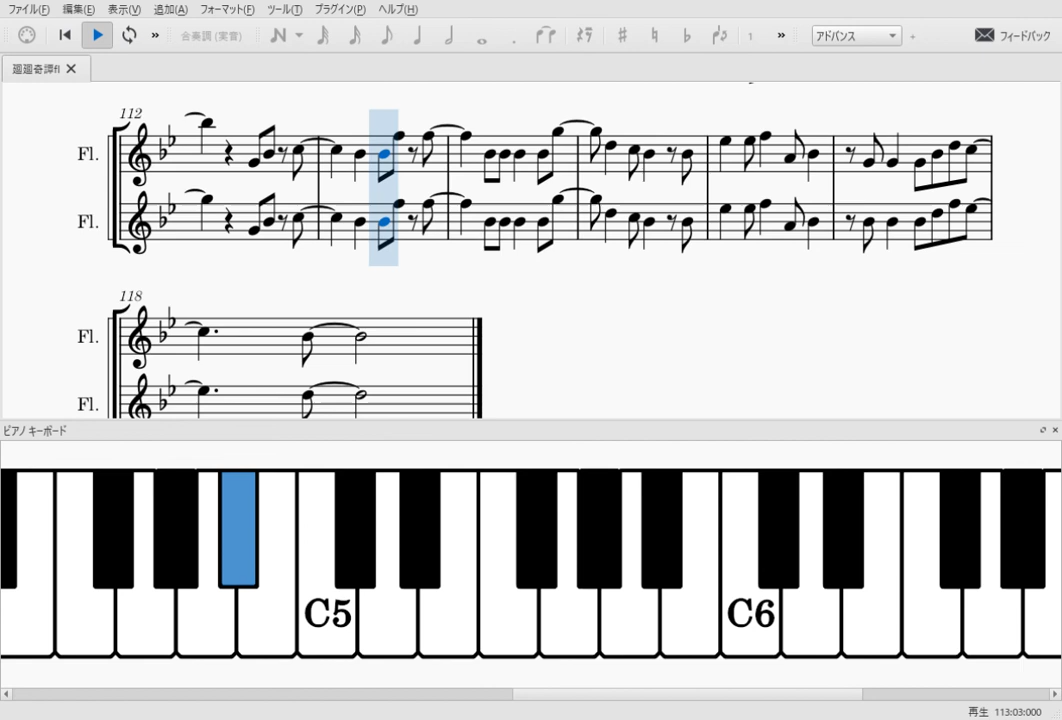 ファイル(F) 編集(E) 表示(V) 追加(A) フォーマット(F) ツール(T) プラグイン(P) ヘルプ(H)
合奏調 (実音) 1 アドバンス フィードバック
廻廻奇譚fl
112
Fl.
Fl.
118
Fl.
Fl.
ピアノ キーボード
C5 C6
再生 113:03:000